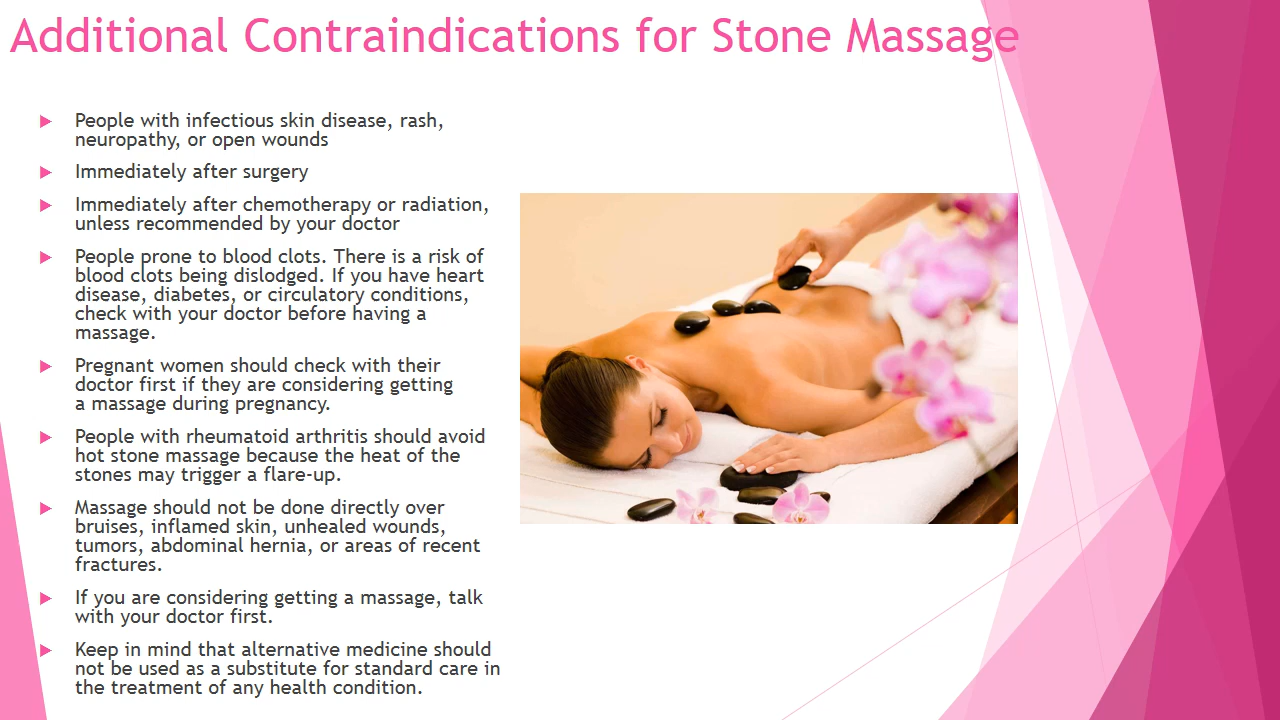 Additional Contraindications for Stone Massage
People with infectious skin disease, rash,
neuropathy, or open wounds
Immediately after surgery
Immediately after chemotherapy or radiation,
unless recommended by your doctor
People prone to blood clots. There is a risk of
blood clots being dislodged. If you have heart
disease, diabetes, or circulatory conditions,
check with your doctor before having a
massage.
Pregnant women should check with their
doctor first if they are considering getting
a massage during pregnancy.
People with rheumatoid arthritis should avoid
hot stone massage because the heat of the
stones may trigger a flare-up.
Massage should not be done directly over
bruises, inflamed skin, unhealed wounds,
tumors, abdominal hernia, or areas of recent
fractures.
If you are considering getting a massage, talk
with your doctor first.
Keep in mind that alternative medicine should
not be used as a substitute for standard care in
the treatment of any health condition.